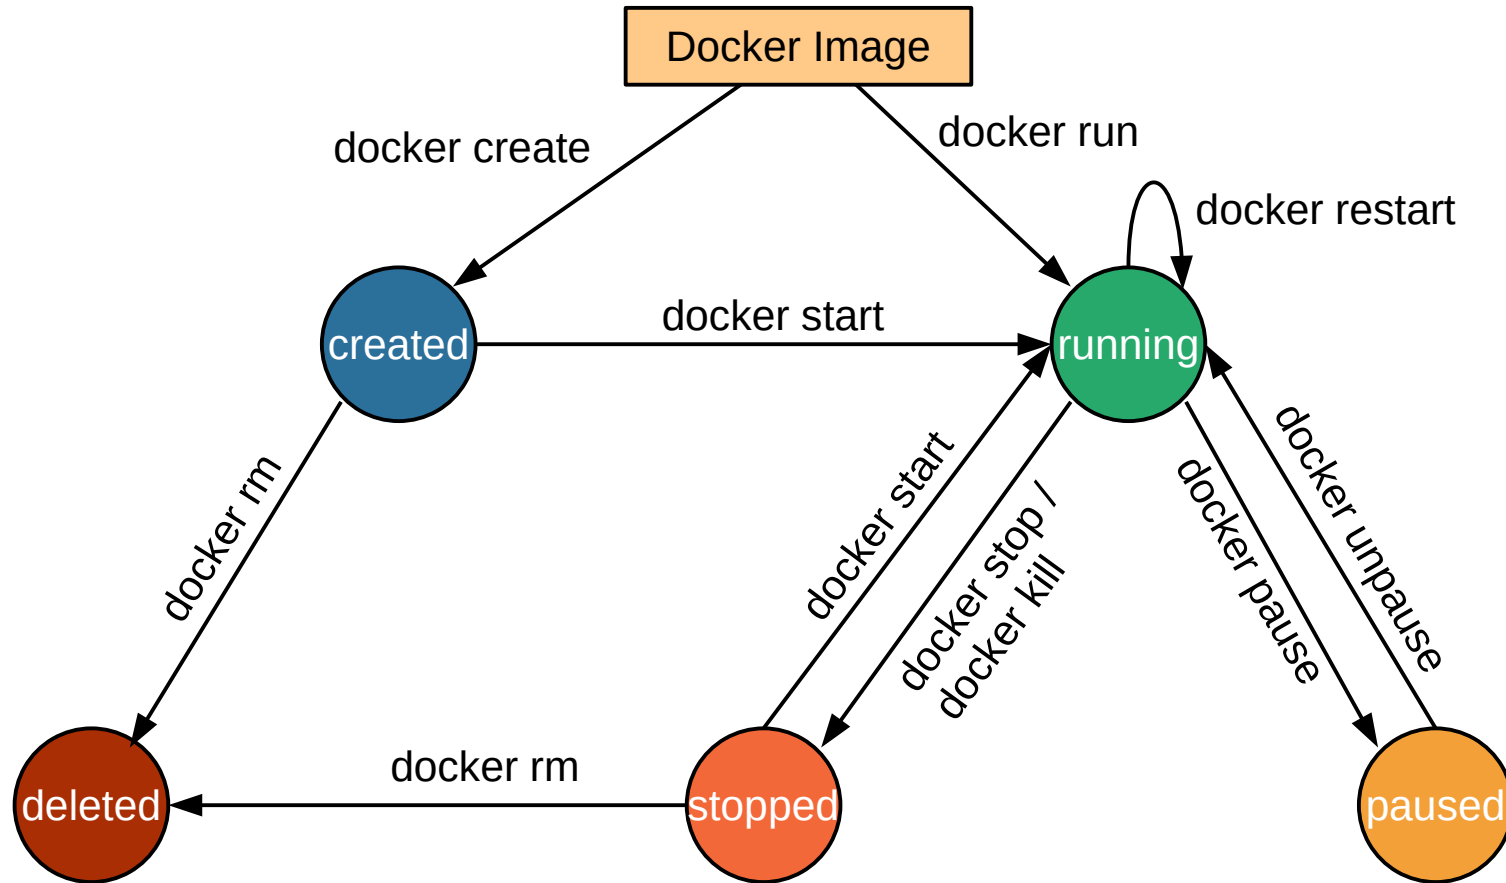 Docker Image
docker create
docker run
docker restart
created
docker start
running
docker rm
docker start
docker stop /
docker kill
docker pause
docker unpause
deleted
docker rm
stopped
paused